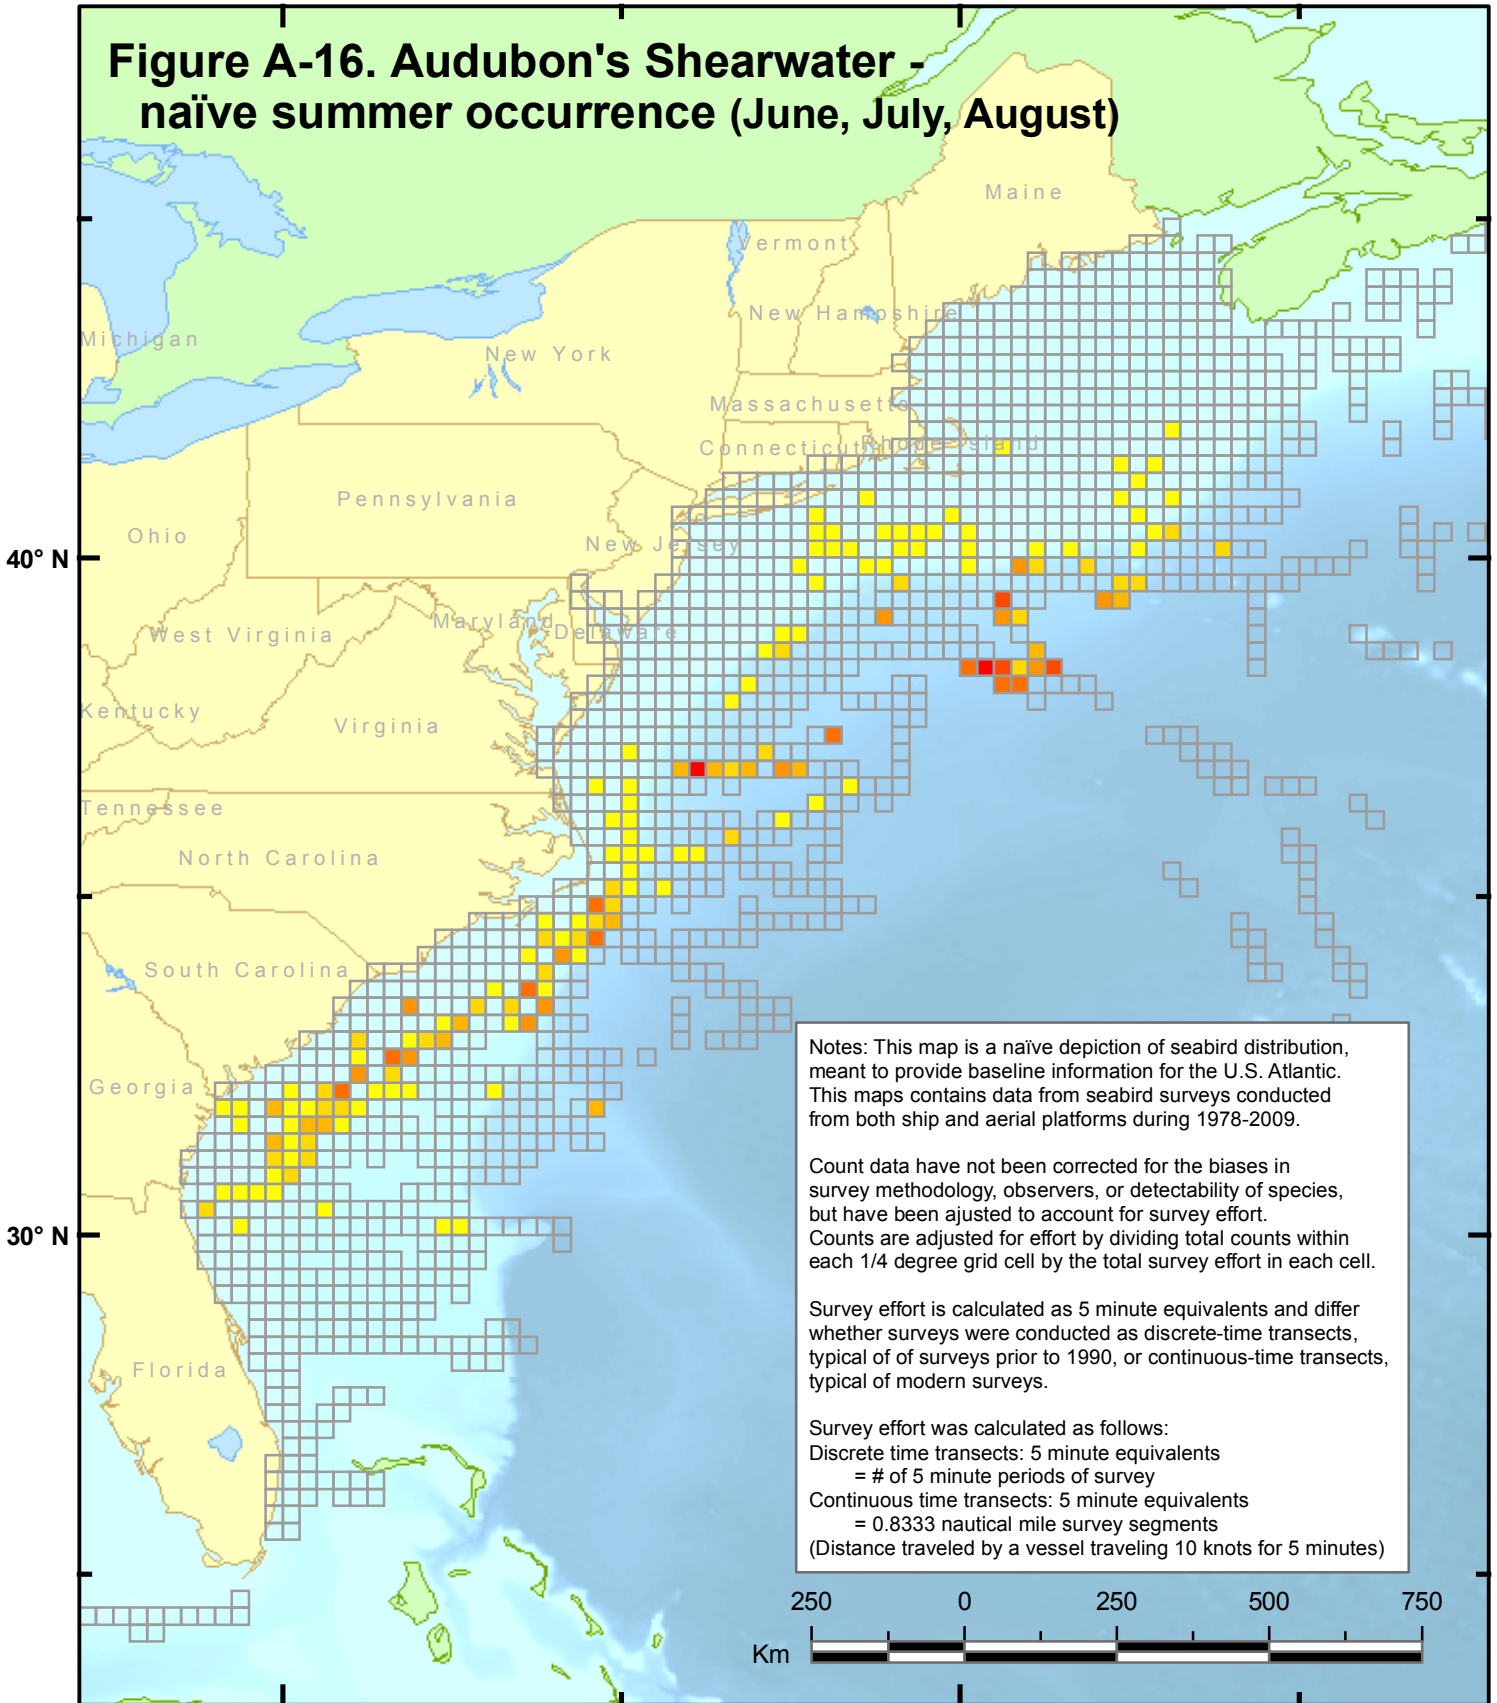 Figure A-16. Audubon's Shearwater -
naïve summer occurrence (June, July, August)
Maine
Vermont
New Hampshire
Michigan
New York
Massachusetts
Connecticut
Rhode Island
Pennsylvania
Ohio
New Jersey
40° N
Maryland
Delaware
West Virginia
Kentucky
Virginia
Tennessee
North Carolina
South Carolina
Georgia
30° N
Florida
Notes: This map is a naïve depiction of seabird distribution,
meant to provide baseline information for the U.S. Atlantic.
This maps contains data from seabird surveys conducted
from both ship and aerial platforms during 1978-2009.
Count data have not been corrected for the biases in
survey methodology, observers, or detectability of species,
but have been ajusted to account for survey effort.
Counts are adjusted for effort by dividing total counts within
each 1/4 degree grid cell by the total survey effort in each cell.
Survey effort is calculated as 5 minute equivalents and differ
whether surveys were conducted as discrete-time transects,
typical of of surveys prior to 1990, or continuous-time transects,
typical of modern surveys.
Survey effort was calculated as follows:
Discrete time transects: 5 minute equivalents
= # of 5 minute periods of survey
Continuous time transects: 5 minute equivalents
= 0.8333 nautical mile survey segments
(Distance traveled by a vessel traveling 10 knots for 5 minutes)
250 0 250 500 750
Km